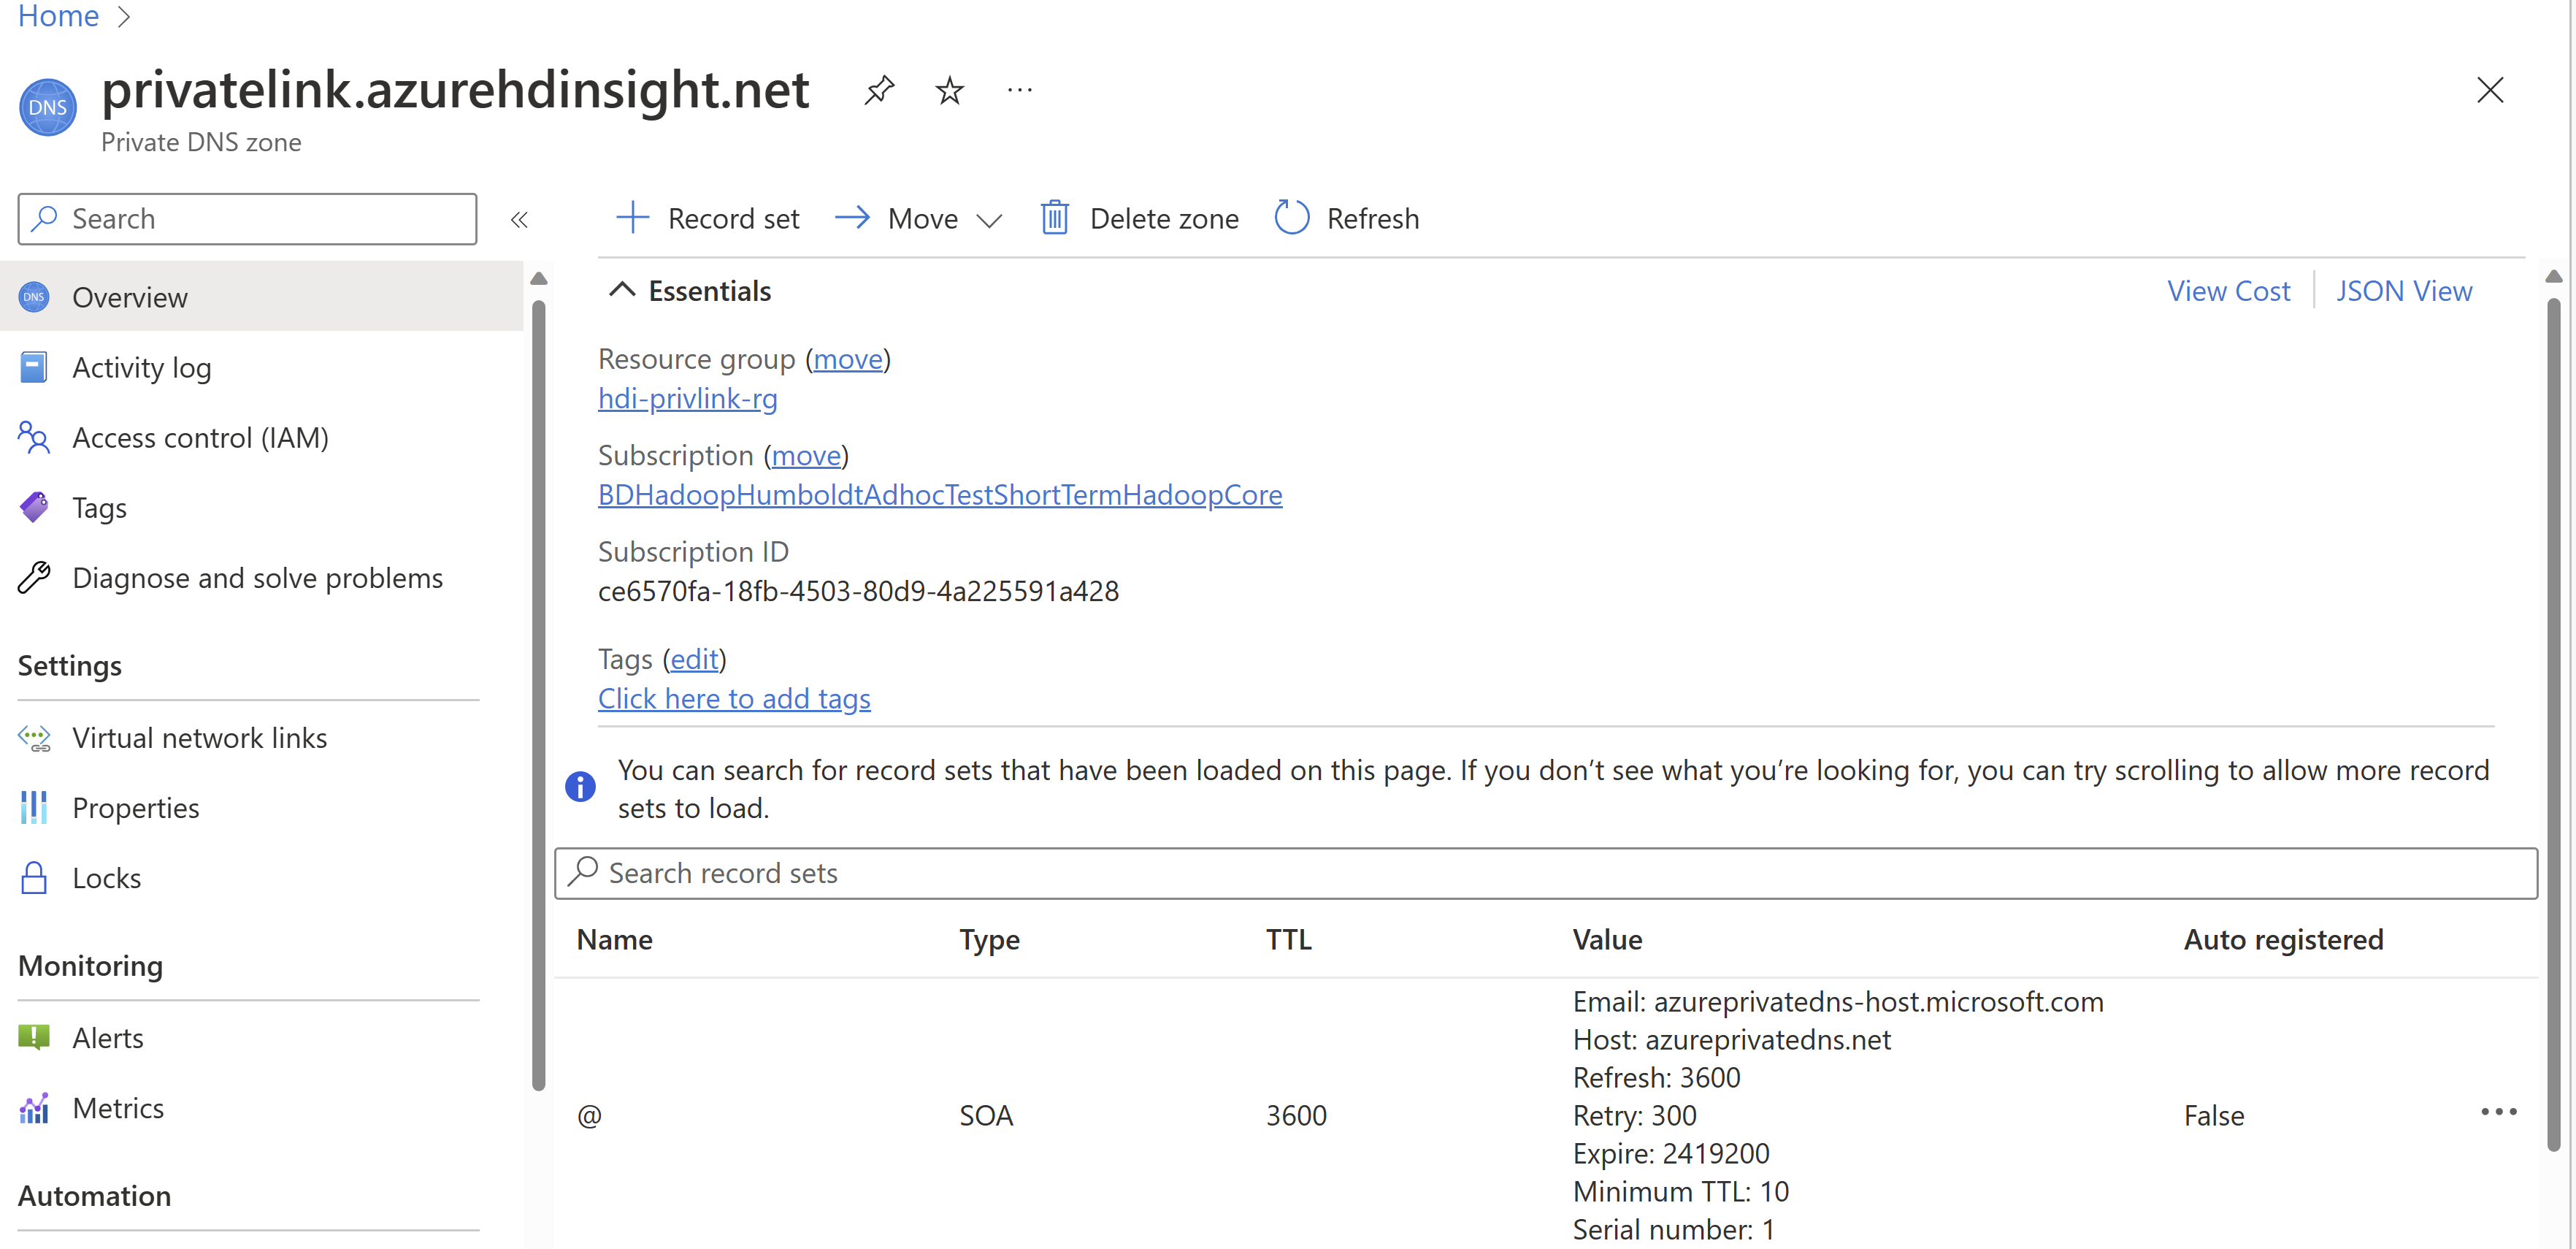 Home >
DNS
privatelink.azurehdinsight.net
Private DNS zone
Search
Record set
Move
Delete zone
Refresh
DNS
Overview
Activity log
Access control (IAM)
Tags
Diagnose and solve problems
Settings
Virtual network links
Properties
Locks
Monitoring
Alerts
Metrics
Automation
Essentials
View Cost
JSON View
Resource group (move)
hdi-privlink-rg
Subscription (move)
BDHadoopHumboldtAdhocTestShortTermHadoopCore
Subscription ID
ce6570fa-18fb-4503-80d9-4a225591a428
Tags (edit)
Click here to add tags
You can search for record sets that have been loaded on this page. If you don’t see what you’re looking for, you can try scrolling to allow more record
sets to load.
Search record sets
Name Type TTL Value Auto registered
@ SOA 3600
Email: azureprivatedns-host.microsoft.com
Host: azureprivatedns.net
Refresh: 3600
Retry: 300
Expire: 2419200
Minimum TTL: 10
Serial number: 1
False